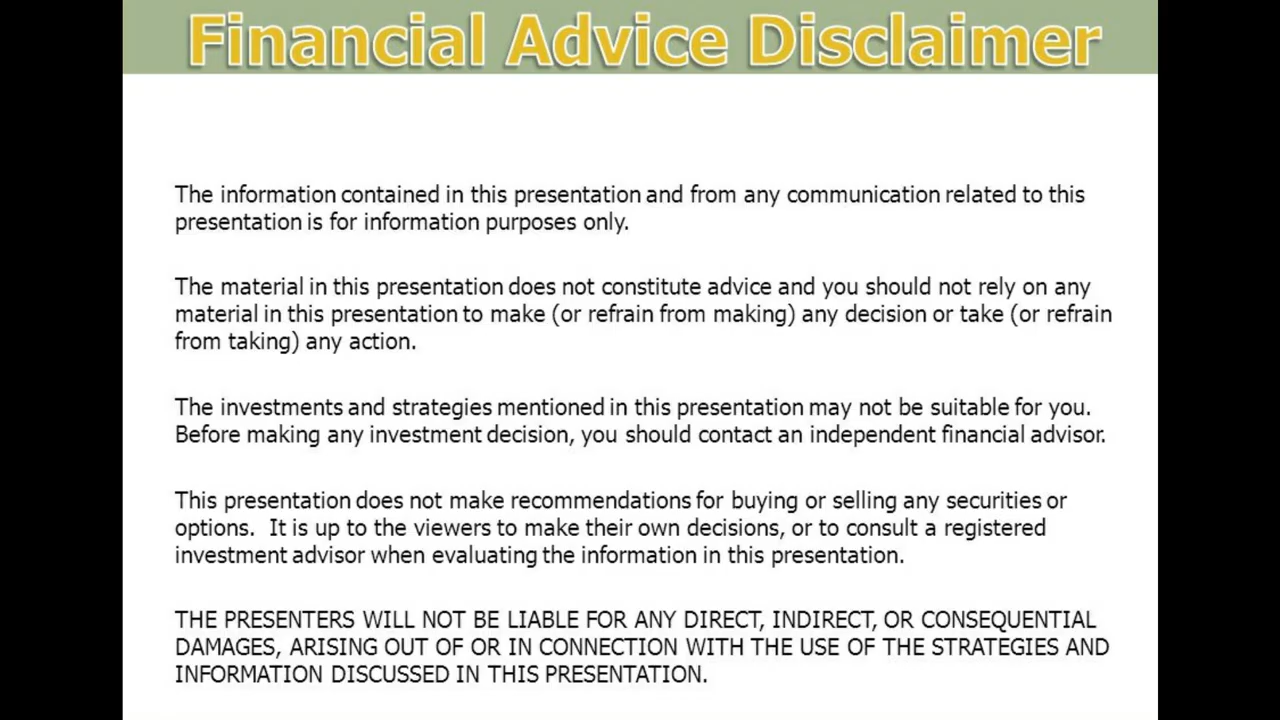 Financial Advice Disclaimer
The information contained in this presentation and from any communication related to this
presentation is for information purposes only.
The material in this presentation does not constitute advice and you should not rely on any
material in this presentation to make (or refrain from making) any decision or take (or refrain
from taking) any action.
The investments and strategies mentioned in this presentation may not be suitable for you.
Before making any investment decision, you should contact an independent financial advisor.
This presentation does not make recommendations for buying or selling any securities or
options.  It is up to the viewers to make their own decisions, or to consult a registered
investment advisor when evaluating the information in this presentation.
THE PRESENTERS WILL NOT BE LIABLE FOR ANY DIRECT, INDIRECT, OR CONSEQUENTIAL
DAMAGES, ARISING OUT OF OR IN CONNECTION WITH THE USE OF THE STRATEGIES AND
INFORMATION DISCUSSED IN THIS PRESENTATION.